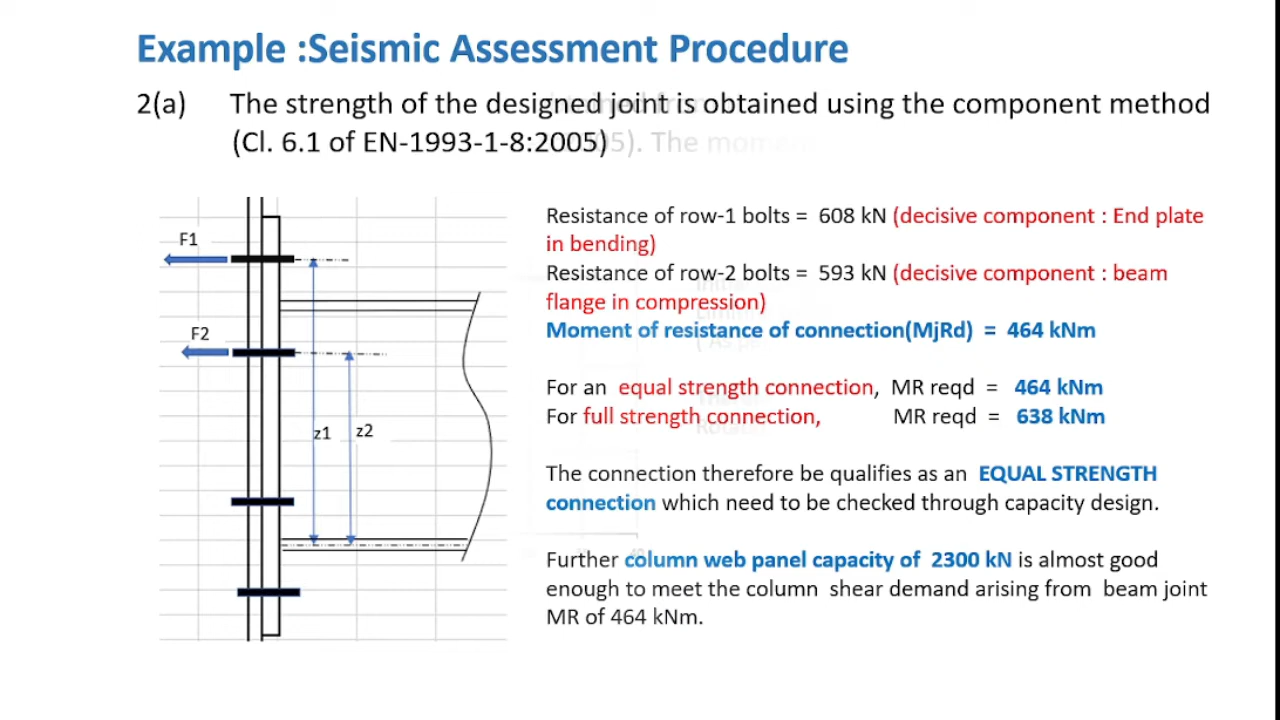 Example :Seismic Assessment Procedure
2(a) The strength of the designed joint is obtained using the component method
(Cl. 6.1 of EN-1993-1-8:2005)
F1
F2
z1 z2
Resistance of row-1 bolts = 608 kN (decisive component : End plate
in bending)
Resistance of row-2 bolts = 593 kN (decisive component : beam
flange in compression)
Moment of resistance of connection(MjRd) = 464 kNm
For an equal strength connection, MR reqd = 464 kNm
For full strength connection, MR reqd = 638 kNm
The connection therefore be qualifies as an EQUAL STRENGTH
connection which need to be checked through capacity design.
Further column web panel capacity of 2300 kN is almost good
enough to meet the column shear demand arising from beam joint
MR of 464 kNm.